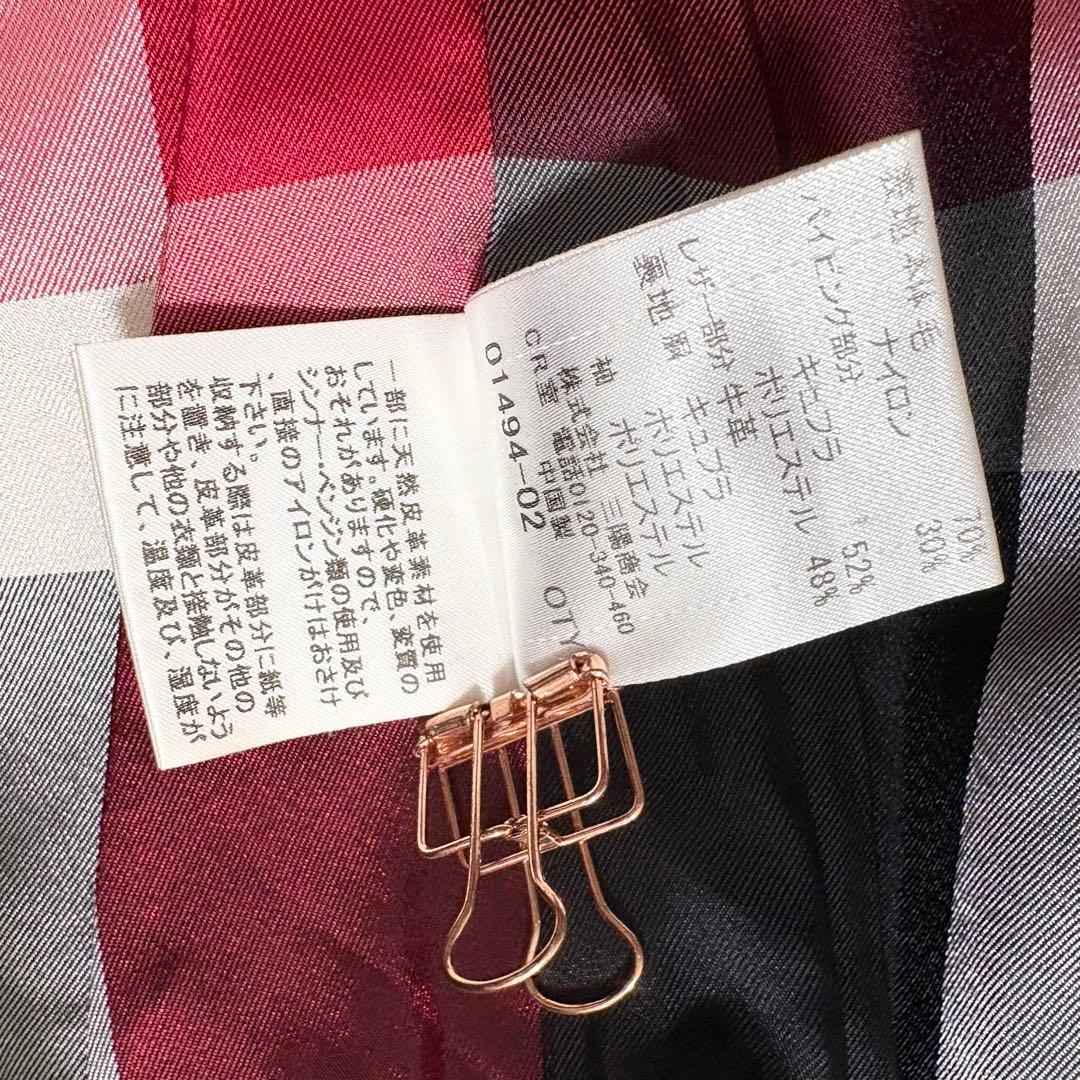 表地 本体 毛 70%
ナイロン 30%
パイピング部分
キュプラ 52%
ポリエステル 48%
レザー部分 牛革
裏地 胴 キュプラ
ポリエステル
袖 ポリエステル
株式会社 三陽商会
CR室 電話0120-340-460
中国製
01494-02
QTY
一部に天然皮革素材を使用
しています。硬化や変色、変質の
おそれがありますので、
シンナー・ベンジン類の使用及び
、直接のアイロンがけはおさけ
下さい。
収納する際は皮革部分に紙等
を置き、皮革部分がその他の
部分や他の衣類と接触しないよう
に注意して、温度及び、湿度が